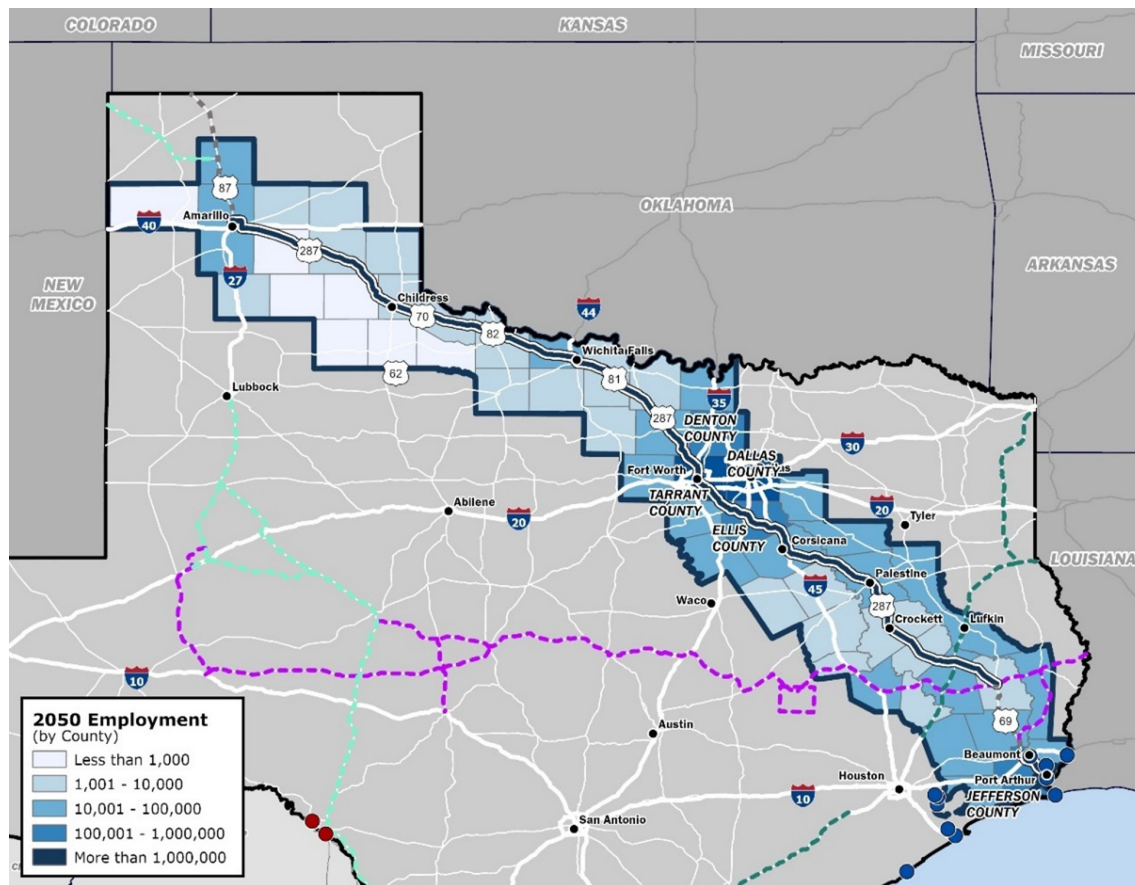 COLORADO
KANSAS
MISSOURI
87
OKLAHOMA
Amarillo
40
287
ARKANSAS
27
NEW
MEXICO
Childress
44
70
82
Wichita Falls
62
81
Lubbock
35
287
DENTON
COUNTY
30
DALLAS
COUNTY
Fort Worth
TARRANT
COUNTY
Abilene
20
20
Tyler
ELLIS
COUNTY
Corsicana
LOUISIANA
Palestine
45
Waco
287
Crockett
Lufkin
10
69
Austin
Beaumont
Houston
Port Arthur
JEFFERSON
COUNTY
10
San Antonio
2050 Employment
(by County)
Less than 1,000
1,001 - 10,000
10,001 - 100,000
100,001 - 1,000,000
More than 1,000,000